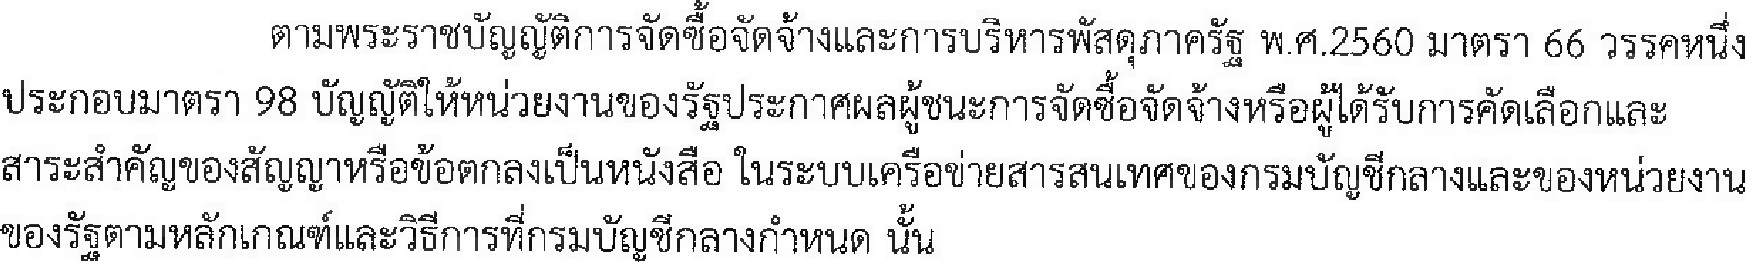 ตามพระราชบัญญัติการจัดซื้อจัดจ้างและการบริหารพัสดุภาครัฐ พ.ศ.2560 มาตรา 66 วรรคหนึ่ง
ประกอบมาตรา 98 บัญญัติให้หน่วยงานของรัฐประกาศผลผู้ชนะการจัดซื้อจัดจ้างหรือผู้ได้รับการคัดเลือกและ
สาระสำคัญของสัญญาหรือข้อตกลงเป็นหนังสือ ในระบบเครือข่ายสารสนเทศของกรมบัญชีกลางและของหน่วยงาน
ของรัฐตามหลักเกณฑ์และวิธีการที่กรมบัญชีกลางกำหนด นั้น